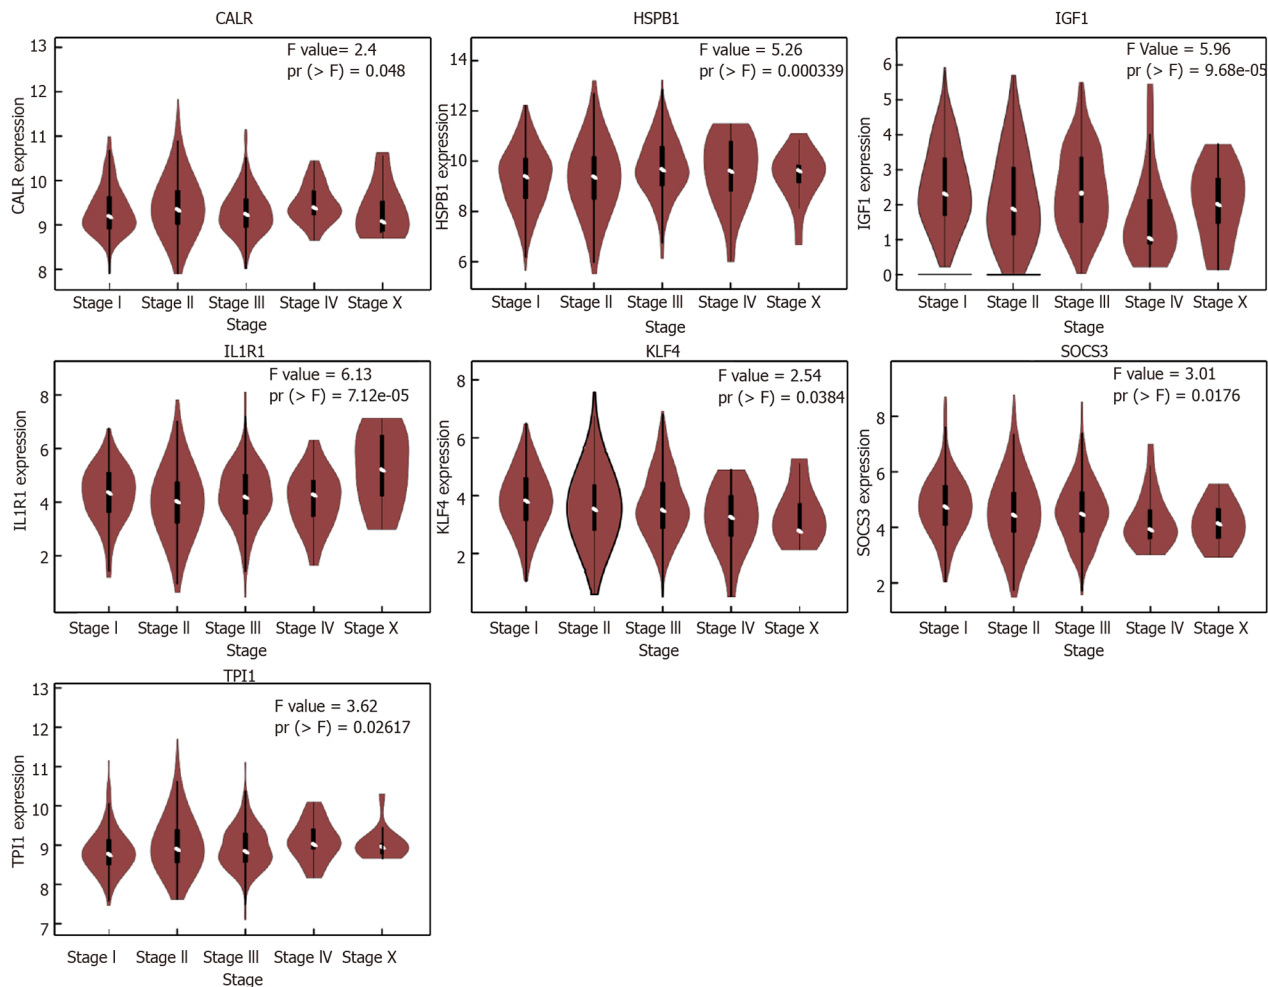 CALR
F value= 2.4
pr (> F) = 0.048
CALR expression
13
12
11
10
9
8
Stage I Stage II Stage III Stage IV Stage X
Stage
HSPB1
F value = 5.26
pr (> F) = 0.000339
HSPB1 expression
14
12
10
8
6
Stage I Stage II Stage III Stage IV Stage X
Stage
IGF1
F Value = 5.96
pr (> F) = 9.68e-05
IGF1 expression
6
5
4
3
2
1
0
Stage I Stage II Stage III Stage IV Stage X
Stage
IL1R1
F value = 6.13
pr (> F) = 7.12e-05
IL1R1 expression
8
6
4
2
Stage I Stage II Stage III Stage IV Stage X
Stage
KLF4
F value = 2.54
pr (> F) = 0.0384
KLF4 expression
8
6
4
2
Stage I Stage II Stage III Stage IV Stage X
Stage
SOCS3
F value = 3.01
pr (> F) = 0.0176
SOCS3 expression
8
6
4
2
Stage I Stage II Stage III Stage IV Stage X
Stage
TPI1
F value = 3.62
pr (> F) = 0.02617
TPI1 expression
13
12
11
10
9
8
7
Stage I Stage II Stage III Stage IV Stage X
Stage